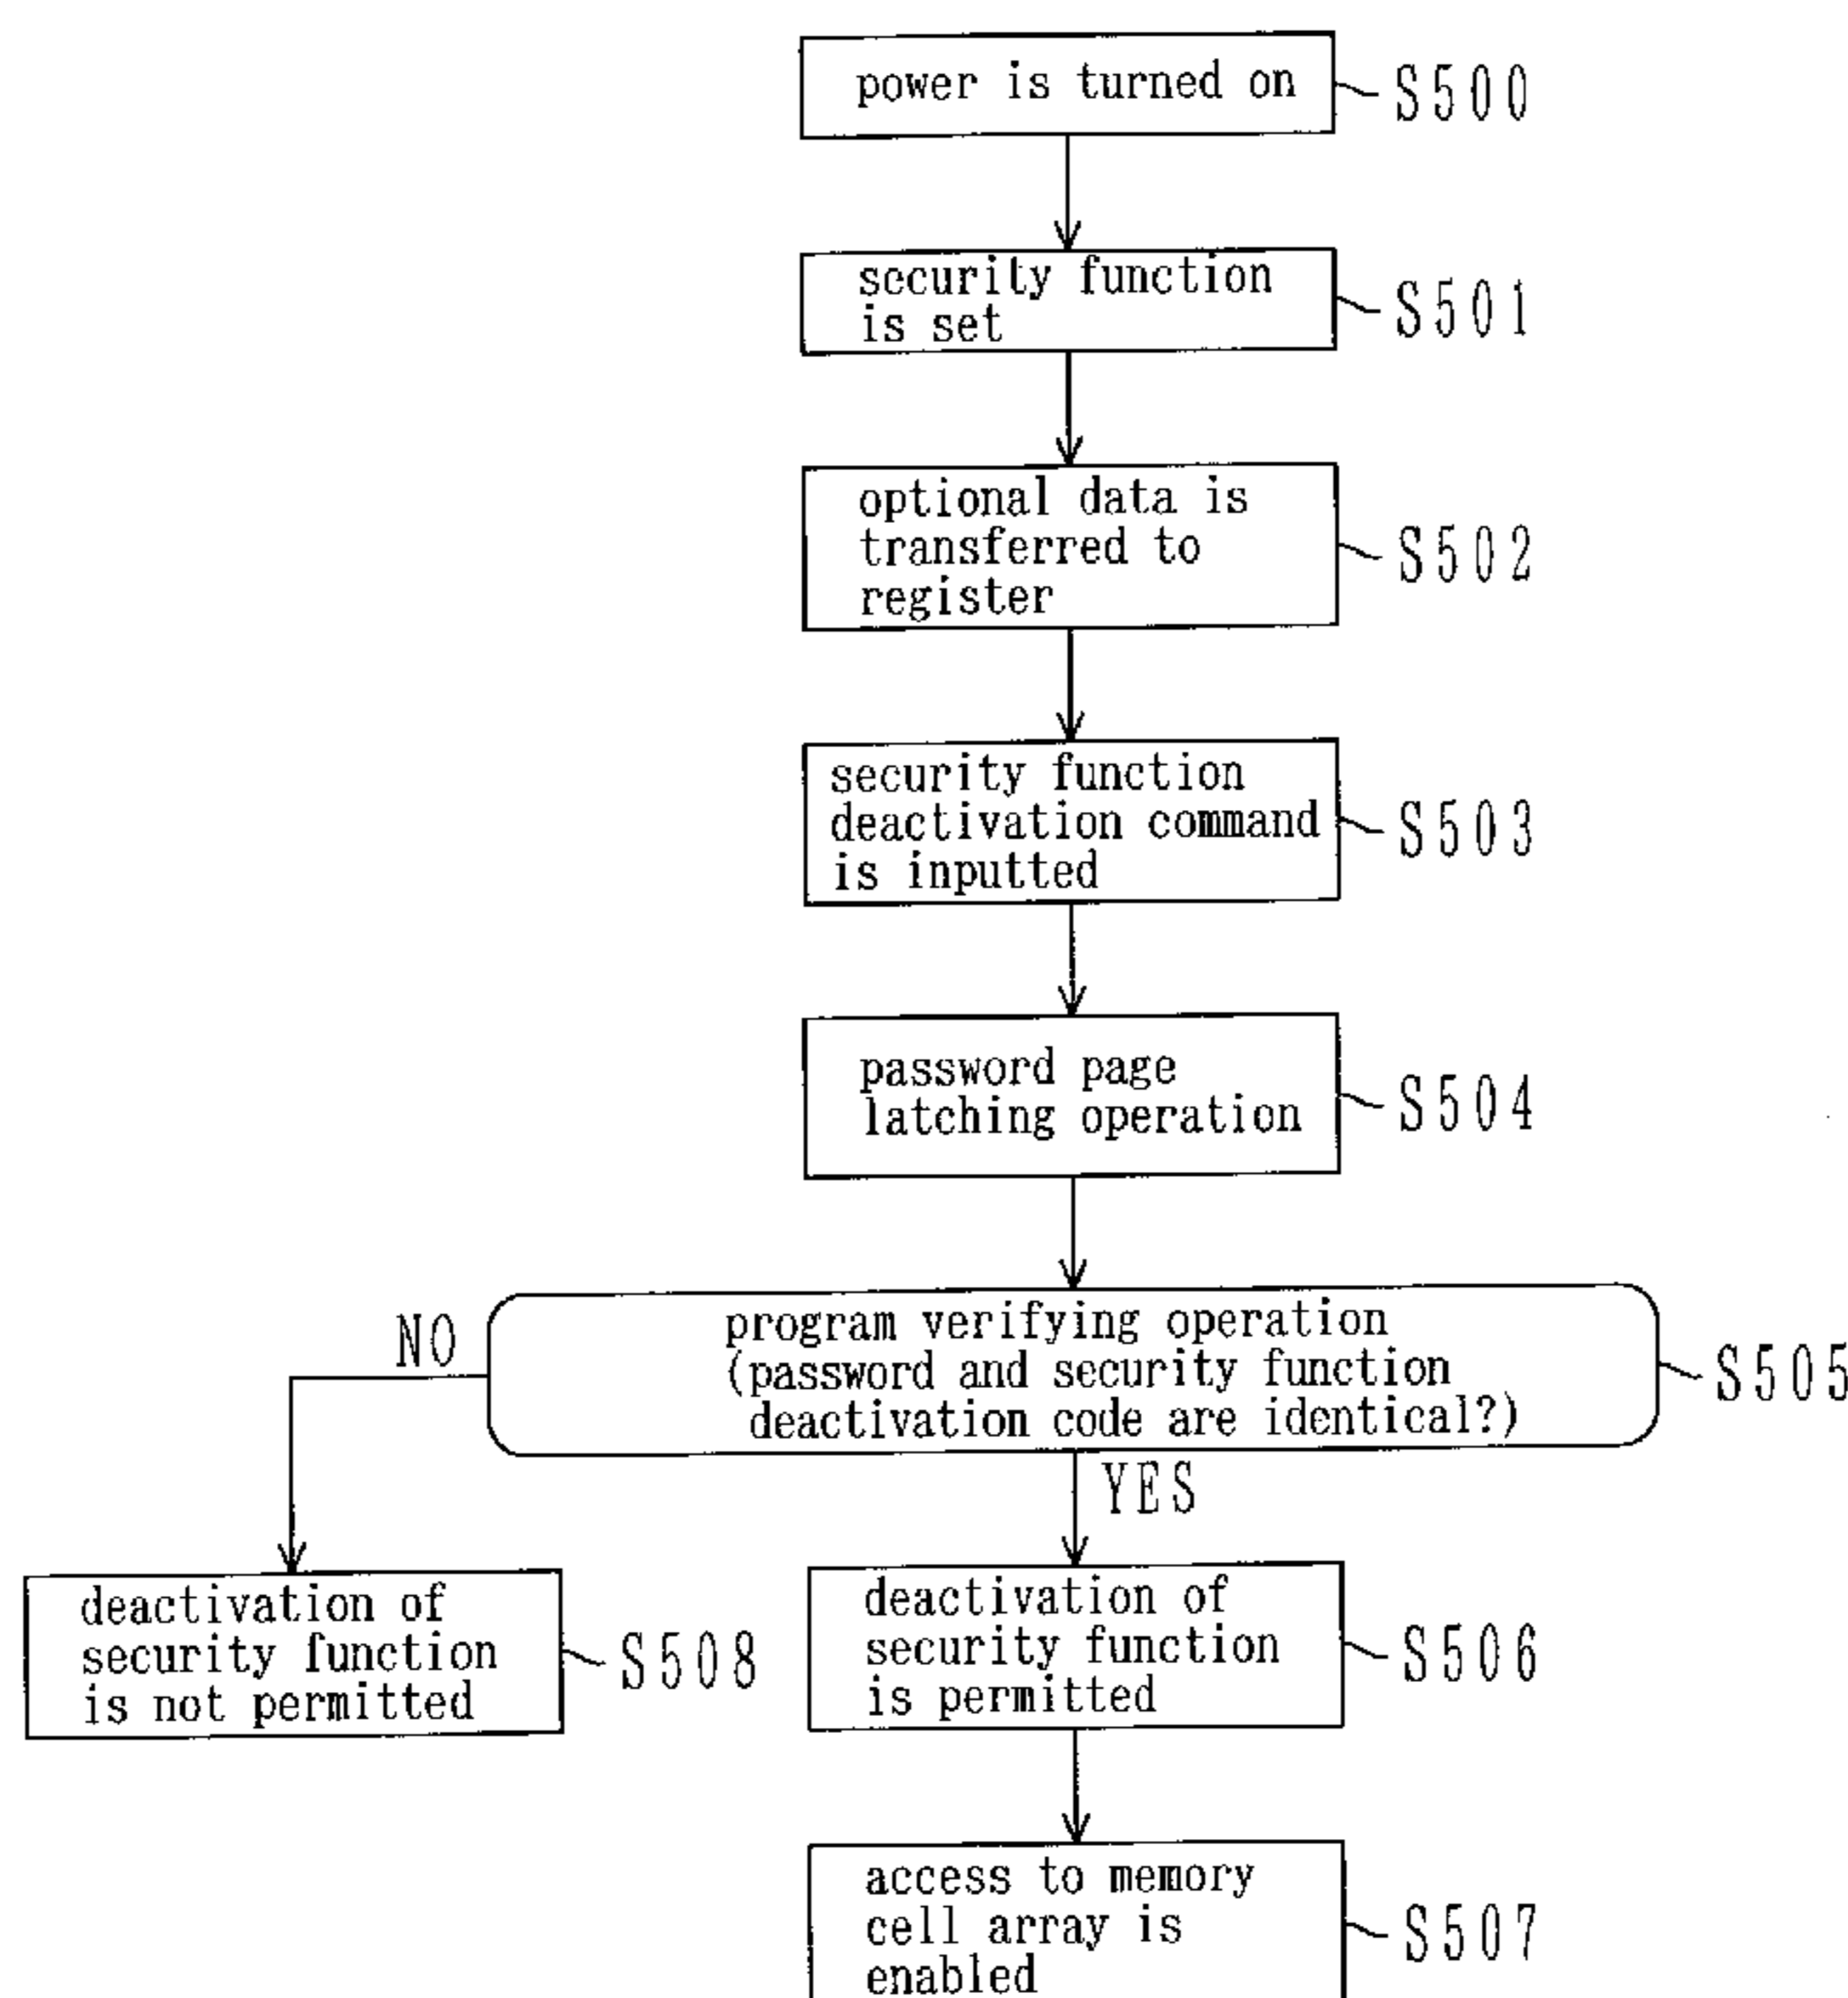 power is turned on
S500
security function
is set
S501
optional data is
transferred to
register
S502
security function
deactivation command
is inputted
S503
password page
latching operation
S504
NO
program verifying operation
(password and security function
deactivation code are identical?)
S505
YES
deactivation of
security function
is not permitted
S508
deactivation of
security function
is permitted
S506
access to memory
cell array is
enabled
S507